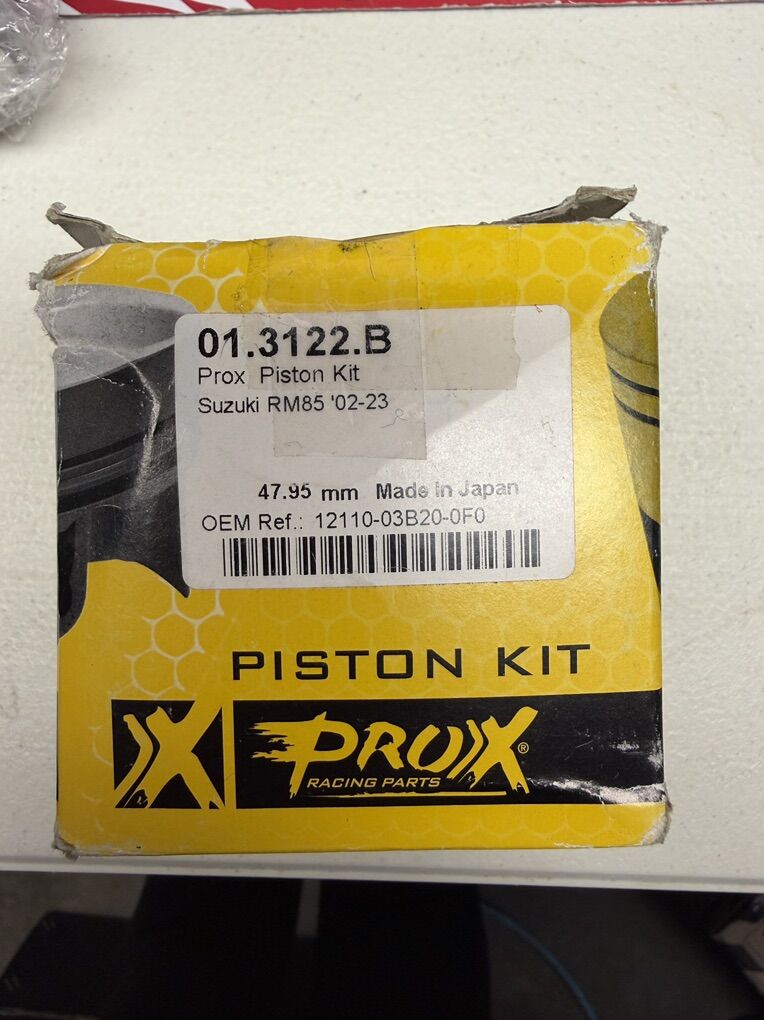 01.3122.B
Prox Piston Kit
Suzuki RM85 '02-23
47.95 mm Made in Japan
OEM Ref.: 12110-03B20-0F0
PISTON KIT
X PROX®
RACING PARTS